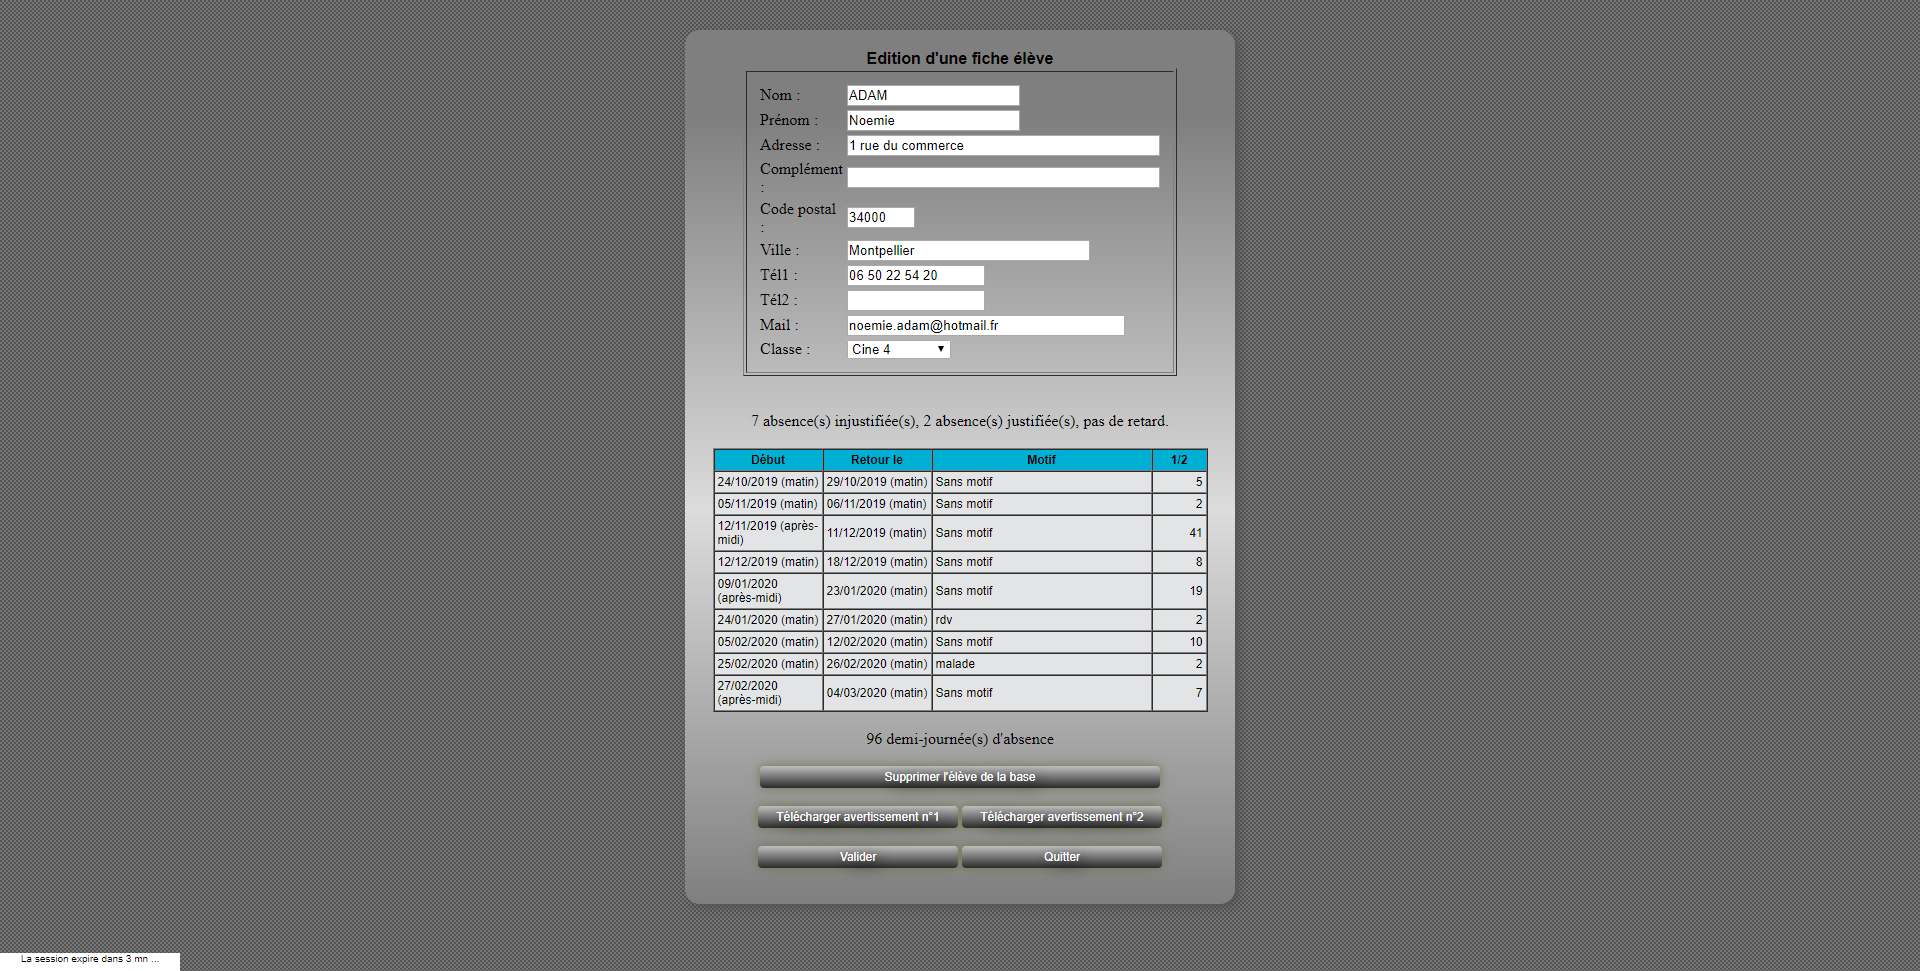 Edition d'une fiche élève
Nom : ADAM
Prénom : Noemie
Adresse : 1 rue du commerce
Complément
:
Code postal
: 34000
Ville : Montpellier
Tél1 : 06 50 22 54 20
Tél2 :
Mail : noemie.adam@hotmail.fr
Classe : Cine 4
7 absence(s) injustifiée(s), 2 absence(s) justifiée(s), pas de retard.
Début Retour le Motif 1/2
24/10/2019 (matin) 29/10/2019 (matin) Sans motif 5
05/11/2019 (matin) 06/11/2019 (matin) Sans motif 2
12/11/2019 (après-
midi) 11/12/2019 (matin) Sans motif 41
12/12/2019 (matin) 18/12/2019 (matin) Sans motif 8
09/01/2020
(après-midi) 23/01/2020 (matin) Sans motif 19
24/01/2020 (matin) 27/01/2020 (matin) rdv 2
05/02/2020 (matin) 12/02/2020 (matin) Sans motif 10
25/02/2020 (matin) 26/02/2020 (matin) malade 2
27/02/2020
(après-midi) 04/03/2020 (matin) Sans motif 7
96 demi-journée(s) d'absence
Supprimer l'élève de la base
Télécharger avertissement n°1 Télécharger avertissement n°2
Valider Quitter
La session expire dans 3 mn ...